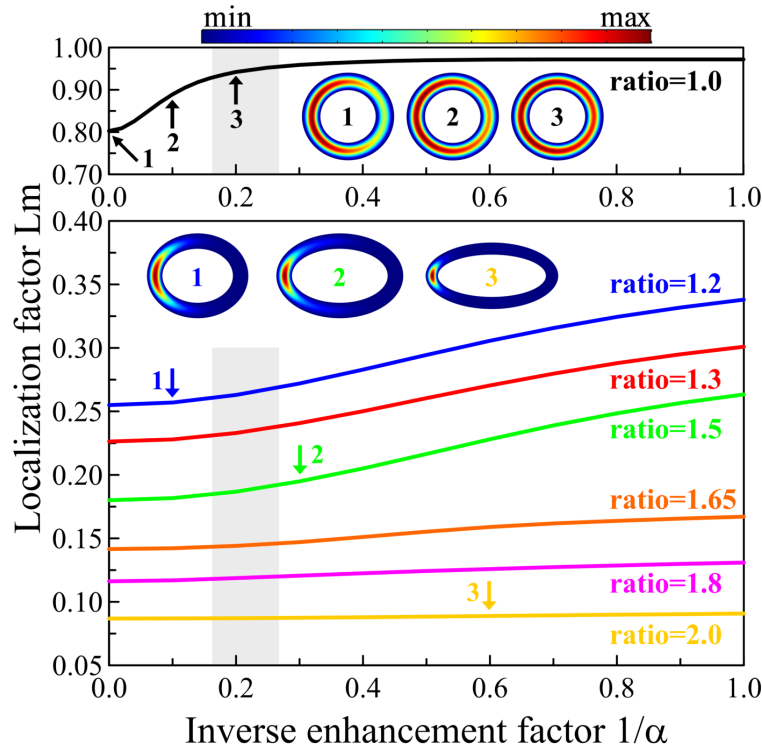 min max
1.00
0.90
0.80
0.70
1
2
3
1 2 3
ratio=1.0
0.0 0.2 0.4 0.6 0.8 1.0
Localization factor Lm
0.40
0.35
0.30
0.25
0.20
0.15
0.10
0.05
1 2 3
ratio=1.2
1
ratio=1.3
ratio=1.5
2
ratio=1.65
ratio=1.8
3
ratio=2.0
0.0 0.2 0.4 0.6 0.8 1.0
Inverse enhancement factor 1/α